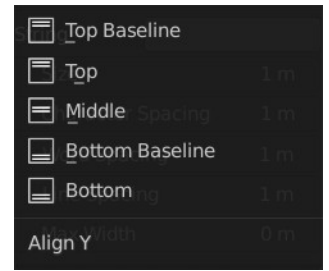 Top Baseline
Top
Middle
Bottom Baseline
Bottom
Align Y